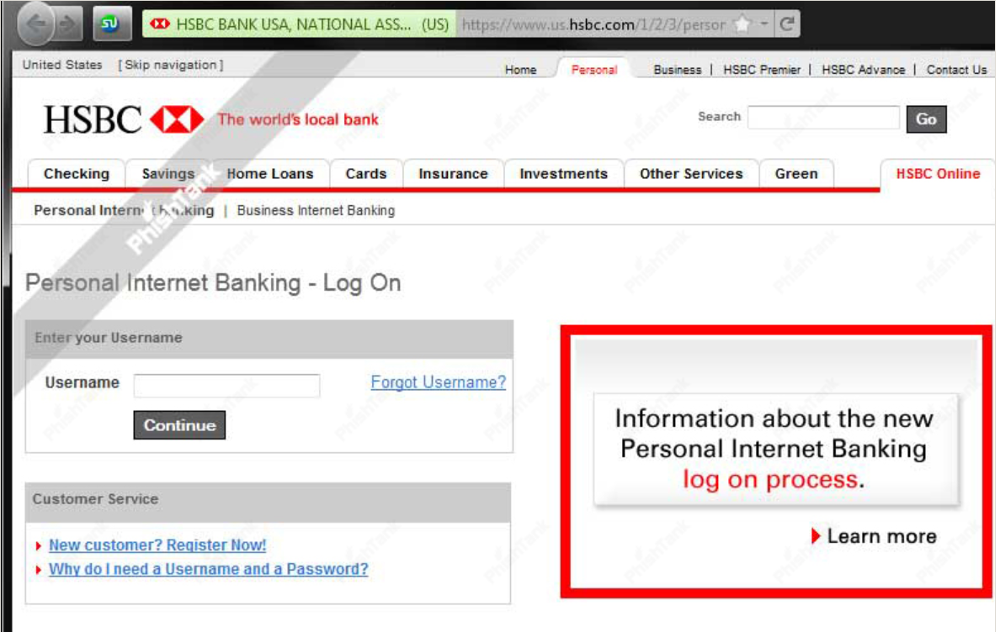 HSBC BANK USA, NATIONAL ASS... (US) https://www.us.hsbc.com/1/2/3/person
United States [Skip navigation] Home Personal Business | HSBC Premier | HSBC Advance | Contact Us
HSBC The world's local bank Search Go
Checking Savings Home Loans Cards Insurance Investments Other Services Green HSBC Online
Personal Internet Banking | Business Internet Banking
PhishTank
Personal Internet Banking - Log On
Enter your Username
Username Forgot Username?
Continue
Information about the new
Personal Internet Banking
log on process.
Learn more
Customer Service
New customer? Register Now!
Why do I need a Username and a Password?